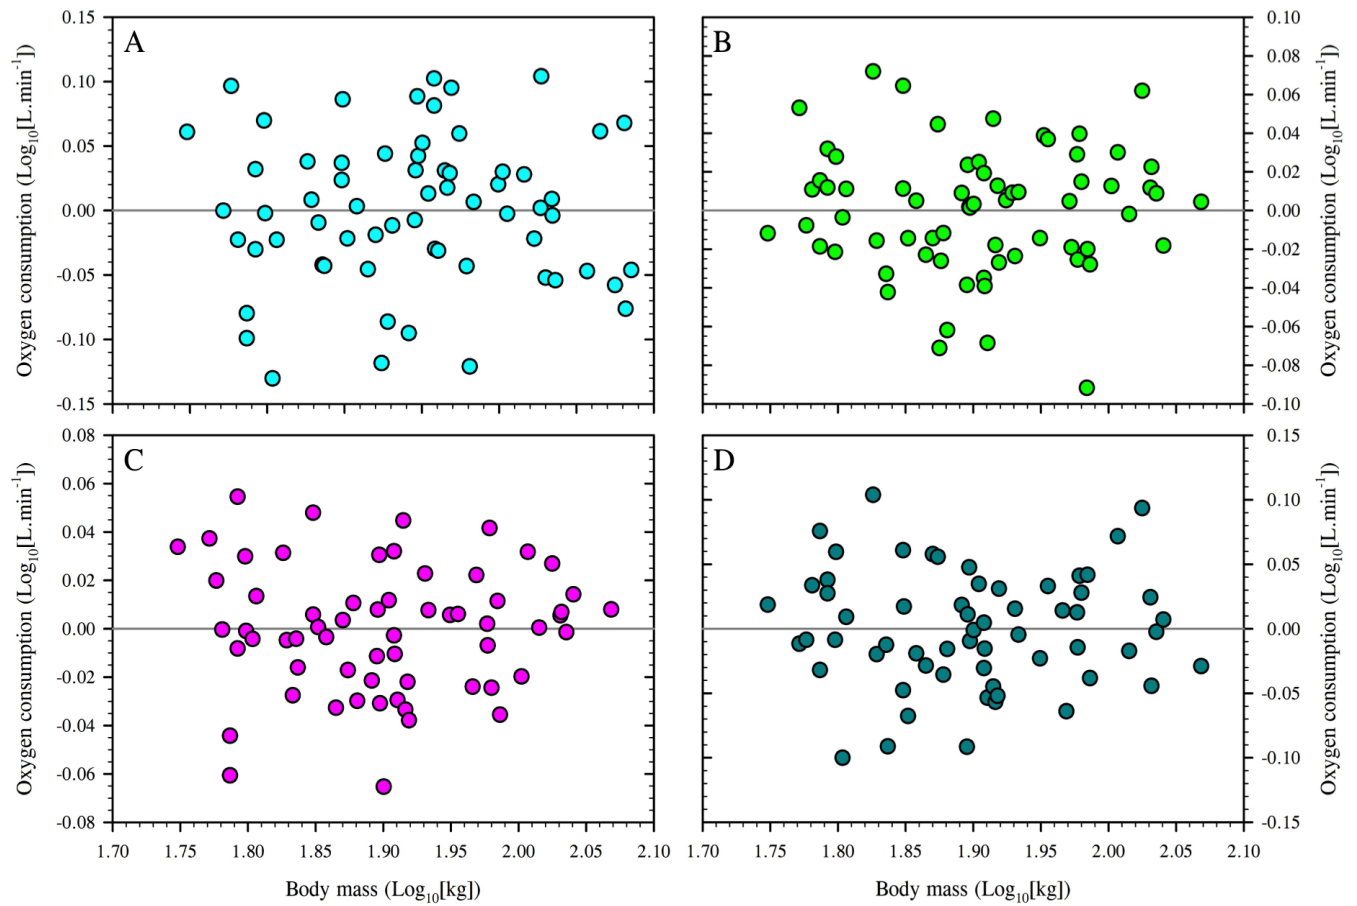 A
Oxygen consumption (Log10[L.min-1])
0.15
0.10
0.05
0.00
-0.05
-0.10
-0.15
B
Oxygen consumption (Log10[L.min-1])
0.10
0.08
0.06
0.04
0.02
0.00
-0.02
-0.04
-0.06
-0.08
-0.10
C
Oxygen consumption (Log10[L.min-1])
0.08
0.06
0.04
0.02
0.00
-0.02
-0.04
-0.06
-0.08
1.70 1.75 1.80 1.85 1.90 1.95 2.00 2.05 2.10
Body mass (Log10[kg])
D
Oxygen consumption (Log10[L.min-1])
0.15
0.10
0.05
0.00
-0.05
-0.10
-0.15
1.70 1.75 1.80 1.85 1.90 1.95 2.00 2.05 2.10
Body mass (Log10[kg])